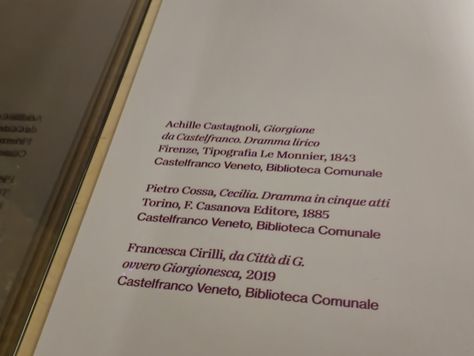 Achille Castagnoli, Giorgione
da Castelfranco. Dramma lirico
Firenze, Tipografia Le Monnier, 1843
Castelfranco Veneto, Biblioteca Comunale
Pietro Cossa, Cecilia. Dramma in cinque atti
Torino, F. Casanova Editore, 1885
Castelfranco Veneto, Biblioteca Comunale
Francesca Cirilli, da Città di G.
ovvero Giorgionesca, 2019
Castelfranco Veneto, Biblioteca Comunale